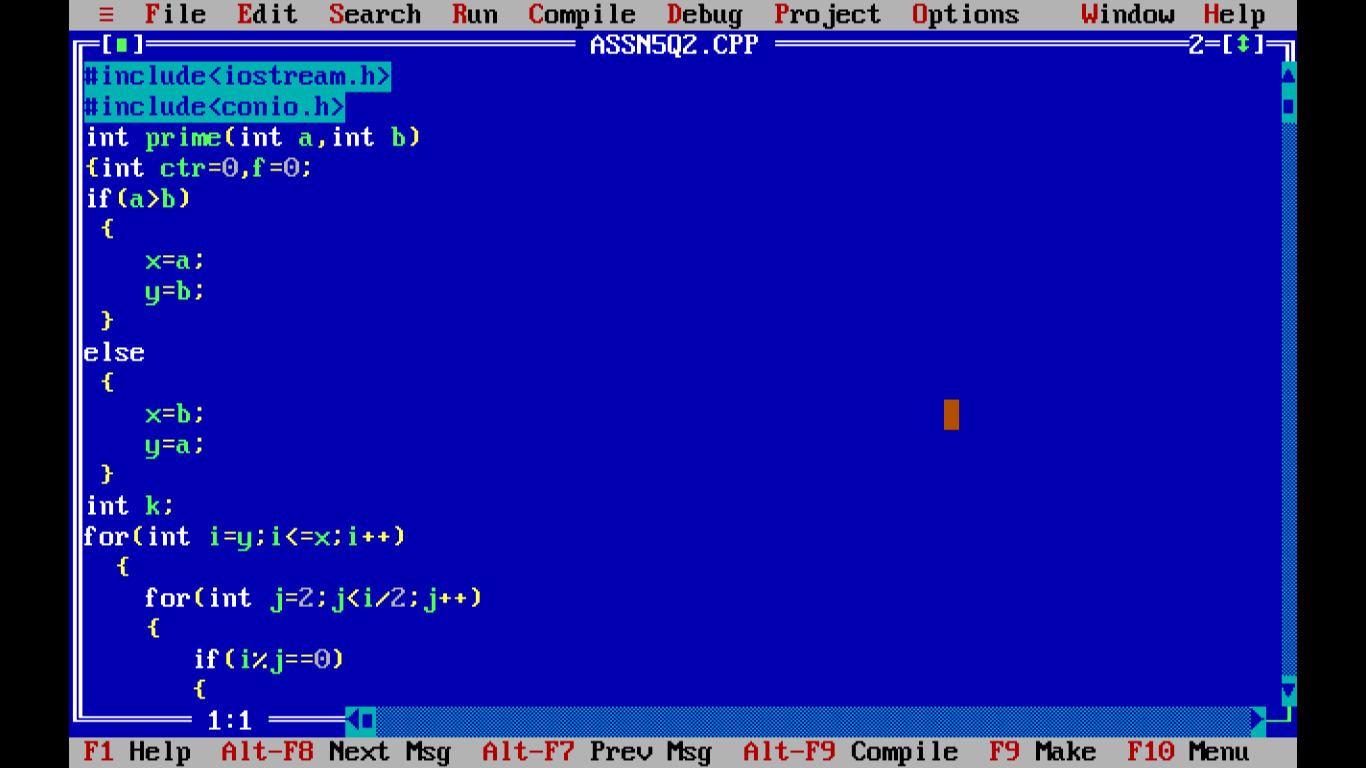 ≡ File Edit Search Run Compile Debug Project Options Window Help
[■] ASSN5Q2.CPP 2=[↕]
#include<iostream.h>
#include<conio.h>
int prime(int a,int b)
{int ctr=0,f=0;
if(a>b)
{
x=a;
y=b;
}
else
{
x=b;
y=a;
}
int k;
for(int i=y;i<=x;i++)
{
for(int j=2;j<i/2;j++)
{
if(i%j==0)
{
1:1
F1 Help Alt-F8 Next Msg Alt-F7 Prev Msg Alt-F9 Compile F9 Make F10 Menu